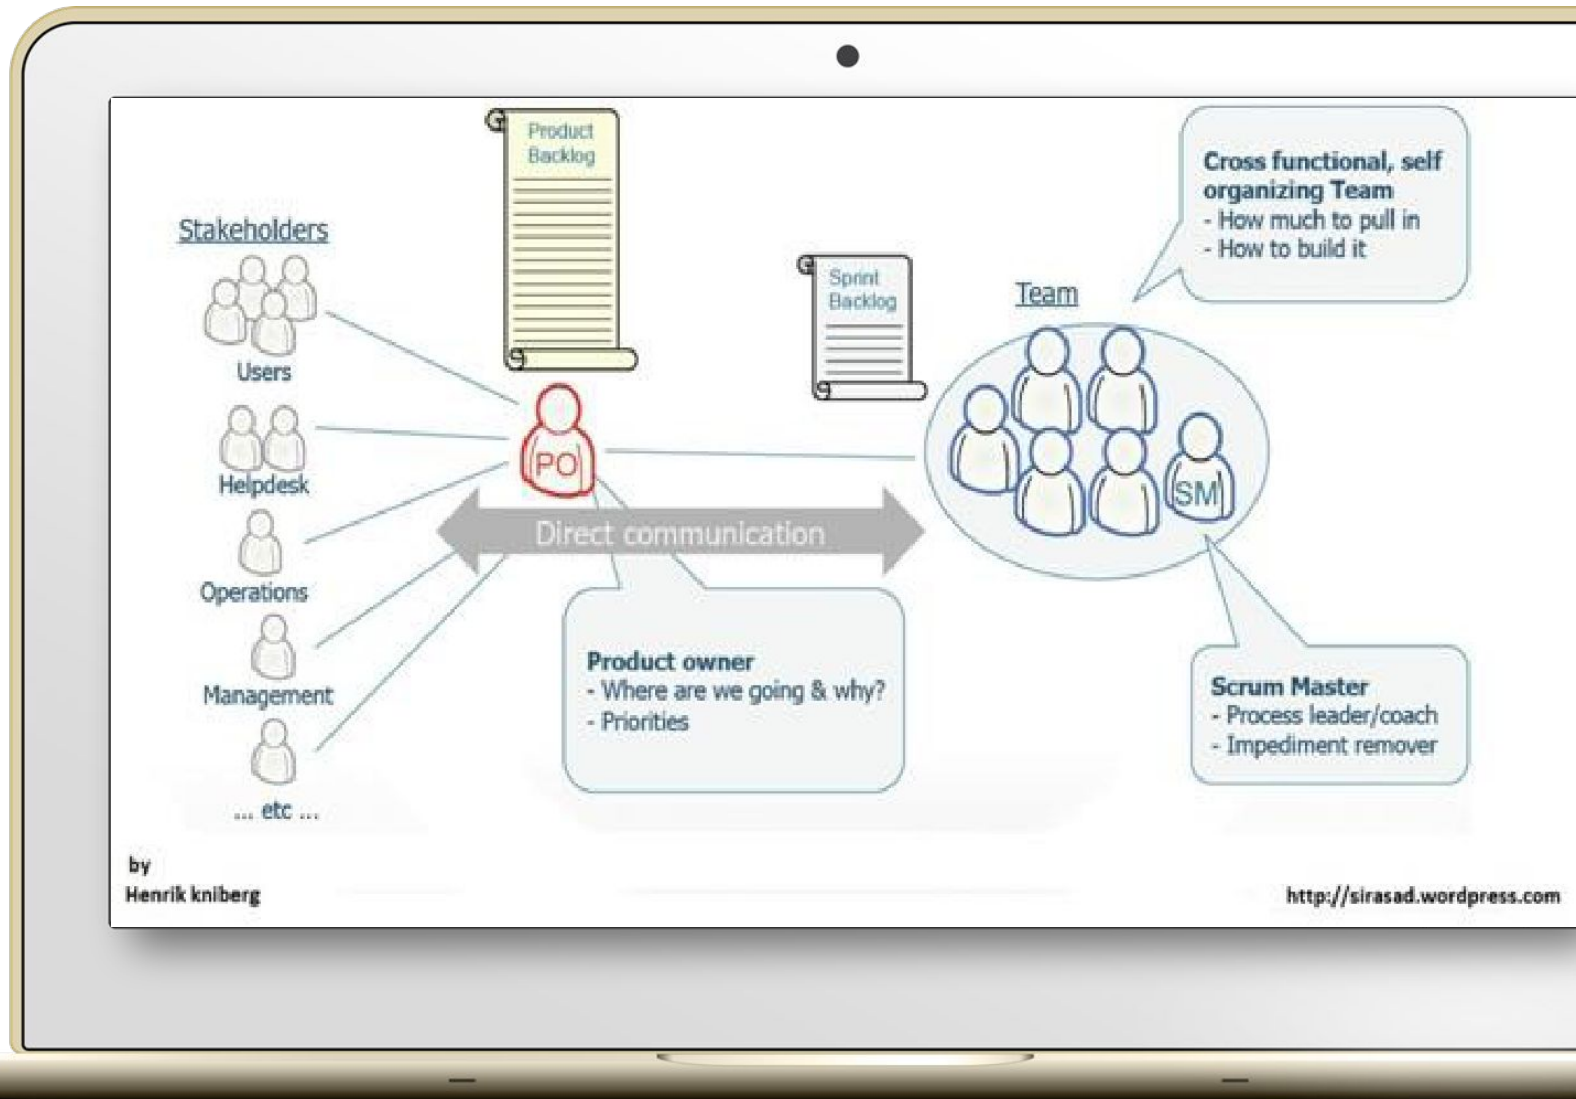 Product
Backlog
Stakeholders
Users
Helpdesk
Operations
Management
... etc ...
PO
Direct communication
Product owner
- Where are we going & why?
- Priorities
Sprint
Backlog
Team
SM
Cross functional, self
organizing Team
- How much to pull in
- How to build it
Scrum Master
- Process leader/coach
- Impediment remover
by
Henrik kniberg
http://sirasad.wordpress.com